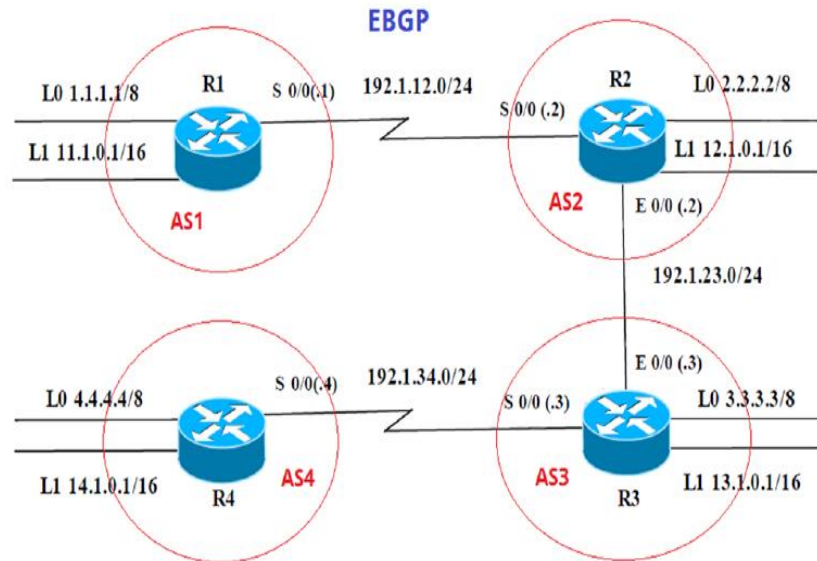 EBGP
R1
S 0/0(.1)
192.1.12.0/24
R2
S 0/0 (.2)
L0 1.1.1.1/8
L0 2.2.2.2/8
L1 11.1.0.1/16
L1 12.1.0.1/16
AS1
AS2
E 0/0 (.2)
192.1.23.0/24
S 0/0(.4)
192.1.34.0/24
E 0/0 (.3)
S 0/0 (.3)
L0 4.4.4.4/8
L0 3.3.3.3/8
L1 14.1.0.1/16
AS4
R4
AS3
R3
L1 13.1.0.1/16